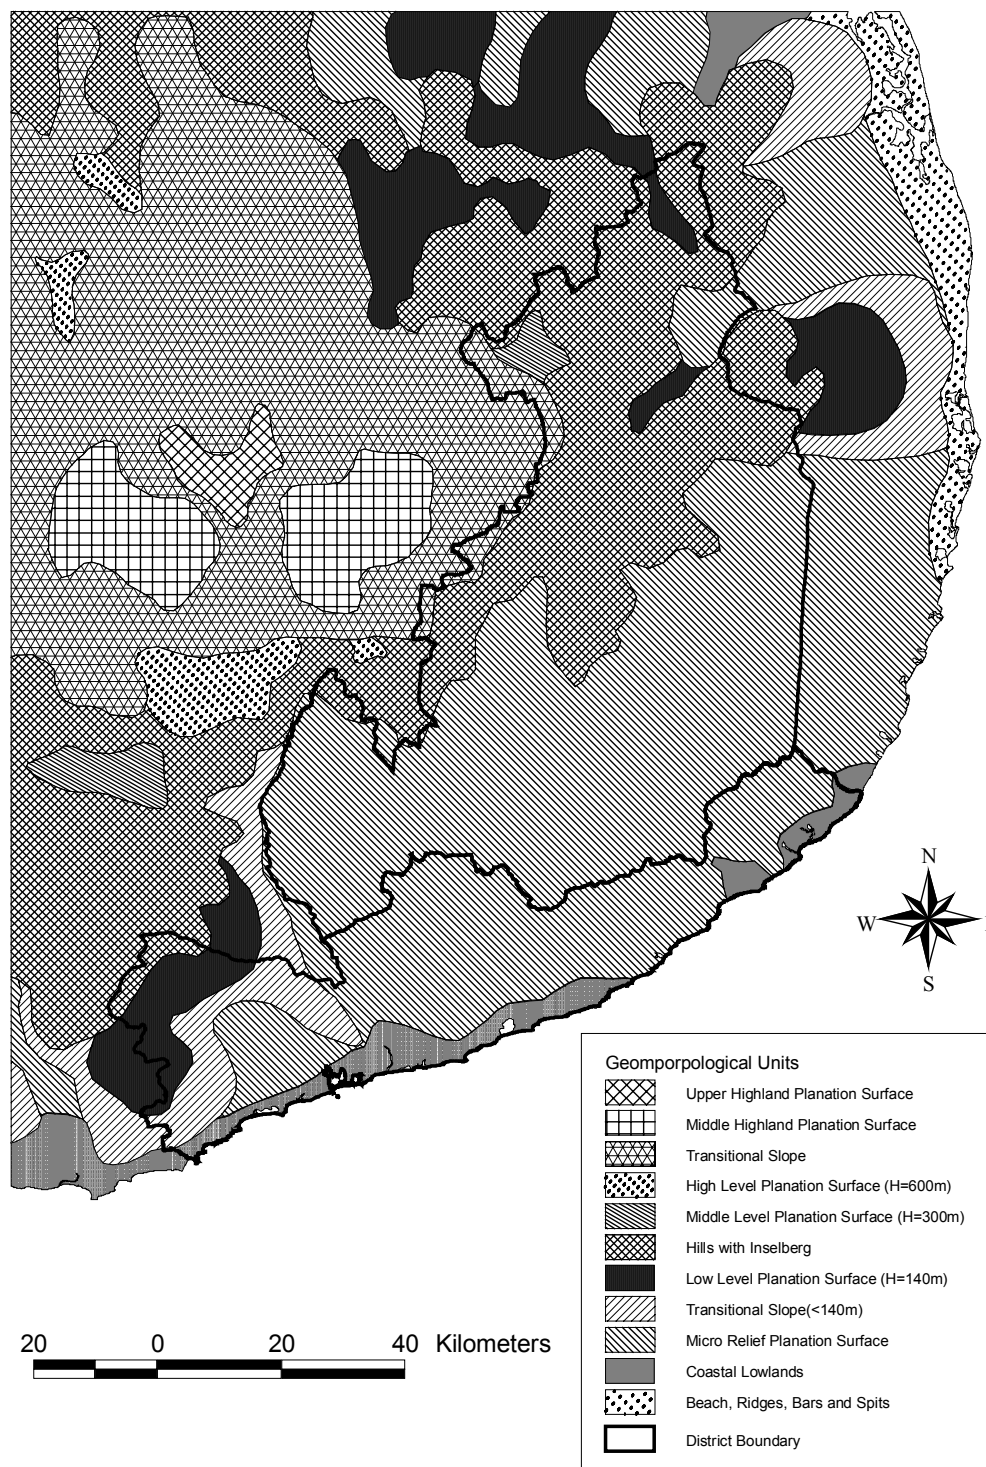 N
W
S
Geomporpological Units
Upper Highland Planation Surface
Middle Highland Planation Surface
Transitional Slope
High Level Planation Surface (H=600m)
Middle Level Planation Surface (H=300m)
Hills with Inselberg
Low Level Planation Surface (H=140m)
Transitional Slope(<140m)
Micro Relief Planation Surface
Coastal Lowlands
Beach, Ridges, Bars and Spits
District Boundary
20 0 20 40 Kilometers